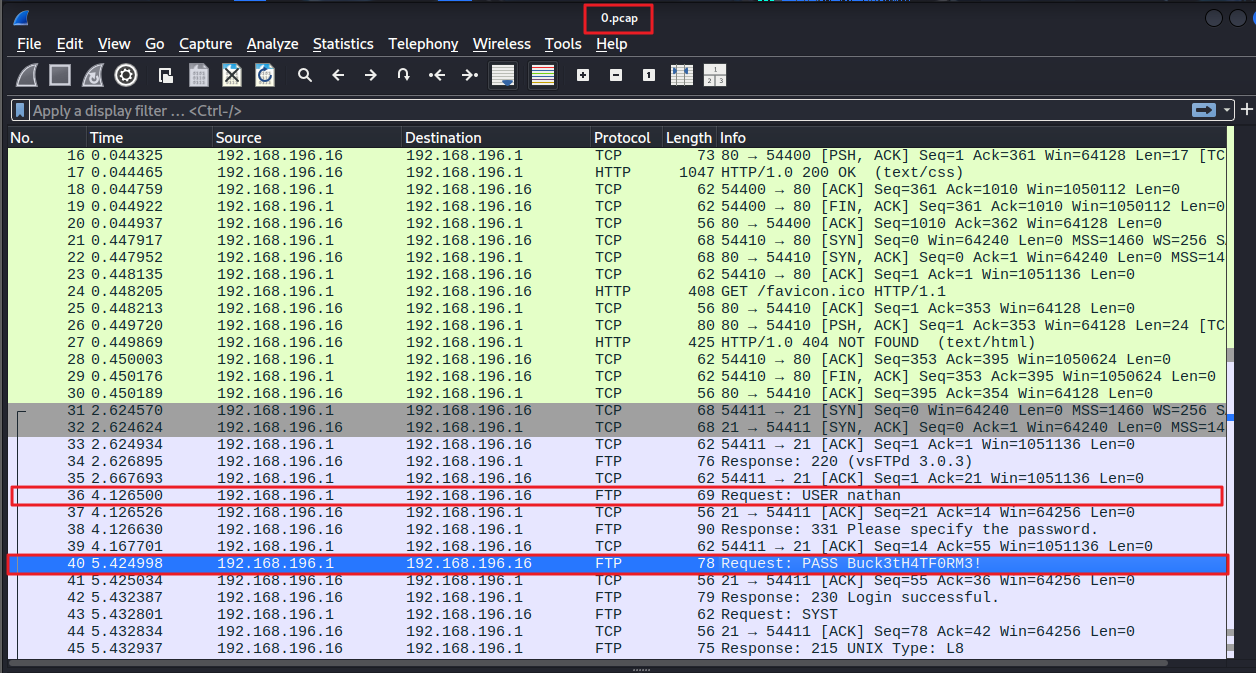 0.pcap
File Edit View Go Capture Analyze Statistics Telephony Wireless Tools Help
Apply a display filter … <Ctrl-/>
No. Time Source Destination Protocol Length Info
16 0.044325 192.168.196.16 192.168.196.1 TCP 73 80 → 54400 [PSH, ACK] Seq=1 Ack=361 Win=64128 Len=17 [TC
17 0.044465 192.168.196.16 192.168.196.1 HTTP 1047 HTTP/1.0 200 OK (text/css)
18 0.044759 192.168.196.1 192.168.196.16 TCP 62 54400 → 80 [ACK] Seq=361 Ack=1010 Win=1050112 Len=0
19 0.044922 192.168.196.1 192.168.196.16 TCP 62 54400 → 80 [FIN, ACK] Seq=361 Ack=1010 Win=1050112 Len=0
20 0.044937 192.168.196.16 192.168.196.1 TCP 56 80 → 54400 [ACK] Seq=1010 Ack=362 Win=64128 Len=0
21 0.447917 192.168.196.1 192.168.196.16 TCP 68 54410 → 80 [SYN] Seq=0 Win=64240 Len=0 MSS=1460 WS=256 SA
22 0.447952 192.168.196.16 192.168.196.1 TCP 68 80 → 54410 [SYN, ACK] Seq=0 Ack=1 Win=64240 Len=0 MSS=14
23 0.448135 192.168.196.1 192.168.196.16 TCP 62 54410 → 80 [ACK] Seq=1 Ack=1 Win=1051136 Len=0
24 0.448205 192.168.196.1 192.168.196.16 HTTP 408 GET /favicon.ico HTTP/1.1
25 0.448213 192.168.196.16 192.168.196.1 TCP 56 80 → 54410 [ACK] Seq=1 Ack=353 Win=64128 Len=0
26 0.449720 192.168.196.16 192.168.196.1 TCP 80 80 → 54410 [PSH, ACK] Seq=1 Ack=353 Win=64128 Len=24 [TC
27 0.449869 192.168.196.16 192.168.196.1 HTTP 425 HTTP/1.0 404 NOT FOUND (text/html)
28 0.450003 192.168.196.1 192.168.196.16 TCP 62 54410 → 80 [ACK] Seq=353 Ack=395 Win=1050624 Len=0
29 0.450176 192.168.196.1 192.168.196.16 TCP 62 54410 → 80 [FIN, ACK] Seq=353 Ack=395 Win=1050624 Len=0
30 0.450189 192.168.196.16 192.168.196.1 TCP 56 80 → 54410 [ACK] Seq=395 Ack=354 Win=64128 Len=0
31 2.624570 192.168.196.1 192.168.196.16 TCP 68 54411 → 21 [SYN] Seq=0 Win=64240 Len=0 MSS=1460 WS=256 S
32 2.624624 192.168.196.16 192.168.196.1 TCP 68 21 → 54411 [SYN, ACK] Seq=0 Ack=1 Win=64240 Len=0 MSS=14
33 2.624934 192.168.196.1 192.168.196.16 TCP 62 54411 → 21 [ACK] Seq=1 Ack=1 Win=1051136 Len=0
34 2.626895 192.168.196.16 192.168.196.1 FTP 76 Response: 220 (vsFTPd 3.0.3)
35 2.667693 192.168.196.1 192.168.196.16 TCP 62 54411 → 21 [ACK] Seq=1 Ack=21 Win=1051136 Len=0
36 4.126500 192.168.196.1 192.168.196.16 FTP 69 Request: USER nathan
37 4.126526 192.168.196.16 192.168.196.1 TCP 56 21 → 54411 [ACK] Seq=21 Ack=14 Win=64256 Len=0
38 4.126630 192.168.196.16 192.168.196.1 FTP 90 Response: 331 Please specify the password.
39 4.167701 192.168.196.1 192.168.196.16 TCP 62 54411 → 21 [ACK] Seq=14 Ack=55 Win=1051136 Len=0
40 5.424998 192.168.196.1 192.168.196.16 FTP 78 Request: PASS Buck3tH4TF0RM3!
41 5.425034 192.168.196.16 192.168.196.1 TCP 56 21 → 54411 [ACK] Seq=55 Ack=36 Win=64256 Len=0
42 5.432387 192.168.196.16 192.168.196.1 FTP 79 Response: 230 Login successful.
43 5.432801 192.168.196.1 192.168.196.16 FTP 62 Request: SYST
44 5.432834 192.168.196.16 192.168.196.1 TCP 56 21 → 54411 [ACK] Seq=78 Ack=42 Win=64256 Len=0
45 5.432937 192.168.196.16 192.168.196.1 FTP 75 Response: 215 UNIX Type: L8